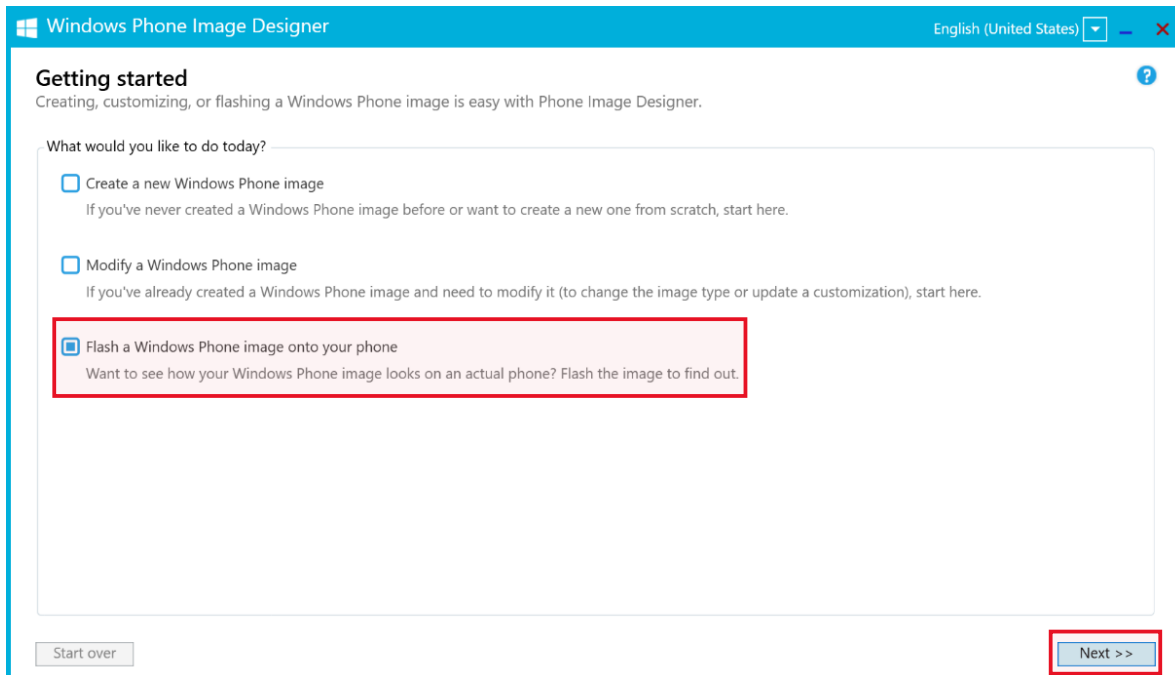 Windows Phone Image Designer
English (United States)
Getting started
Creating, customizing, or flashing a Windows Phone image is easy with Phone Image Designer.
What would you like to do today?
Create a new Windows Phone image
If you've never created a Windows Phone image before or want to create a new one from scratch, start here.
Modify a Windows Phone image
If you've already created a Windows Phone image and need to modify it (to change the image type or update a customization), start here.
Flash a Windows Phone image onto your phone
Want to see how your Windows Phone image looks on an actual phone? Flash the image to find out.
Start over
Next >>